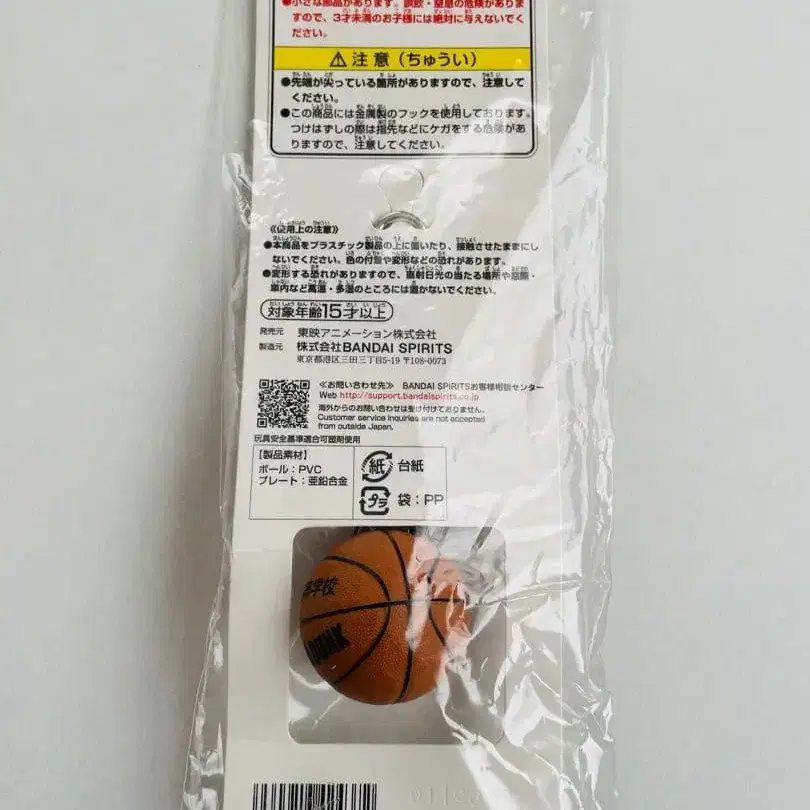 ●小さな部品があります。誤飲・窒息の危険がありま
すので、3才未満のお子様には絶対に与えないでく
ださい。
⚠注意(ちゅうい)
●先端が尖っている箇所がありますので、注意して
ください。
●この商品には金属製のフックを使用しております。
つけはずしの際は指先などにケガをする危険があ
りますので、注意してください。
《使用上の注意》
●本商品をプラスチック製品の上に置いたり、接触させたままにし
ないでください。色の付着や変形などの恐れがあります。
●変形する恐れがありますので、直射日光の当たる場所や窓際・
車内など高温・多湿のところには置かないでください。
対象年齢15才以上
発売元 東映アニメーション株式会社
製造元 株式会社BANDAI SPIRITS
東京都港区三田三丁目5-19 〒108-0073
≪お問い合わせ先≫ BANDAI SPIRITSお客様相談センター
Web http://support.bandaispirits.co.jp
海外からのお問い合わせは受け付けておりません。
Customer service inquiries are not accepted
from outside Japan.
玩具安全基準適合可塑剤使用
【製品素材】
ボール:PVC
プレート:亜鉛合金
紙 台紙
プラ 袋:PP
学校
DUNK